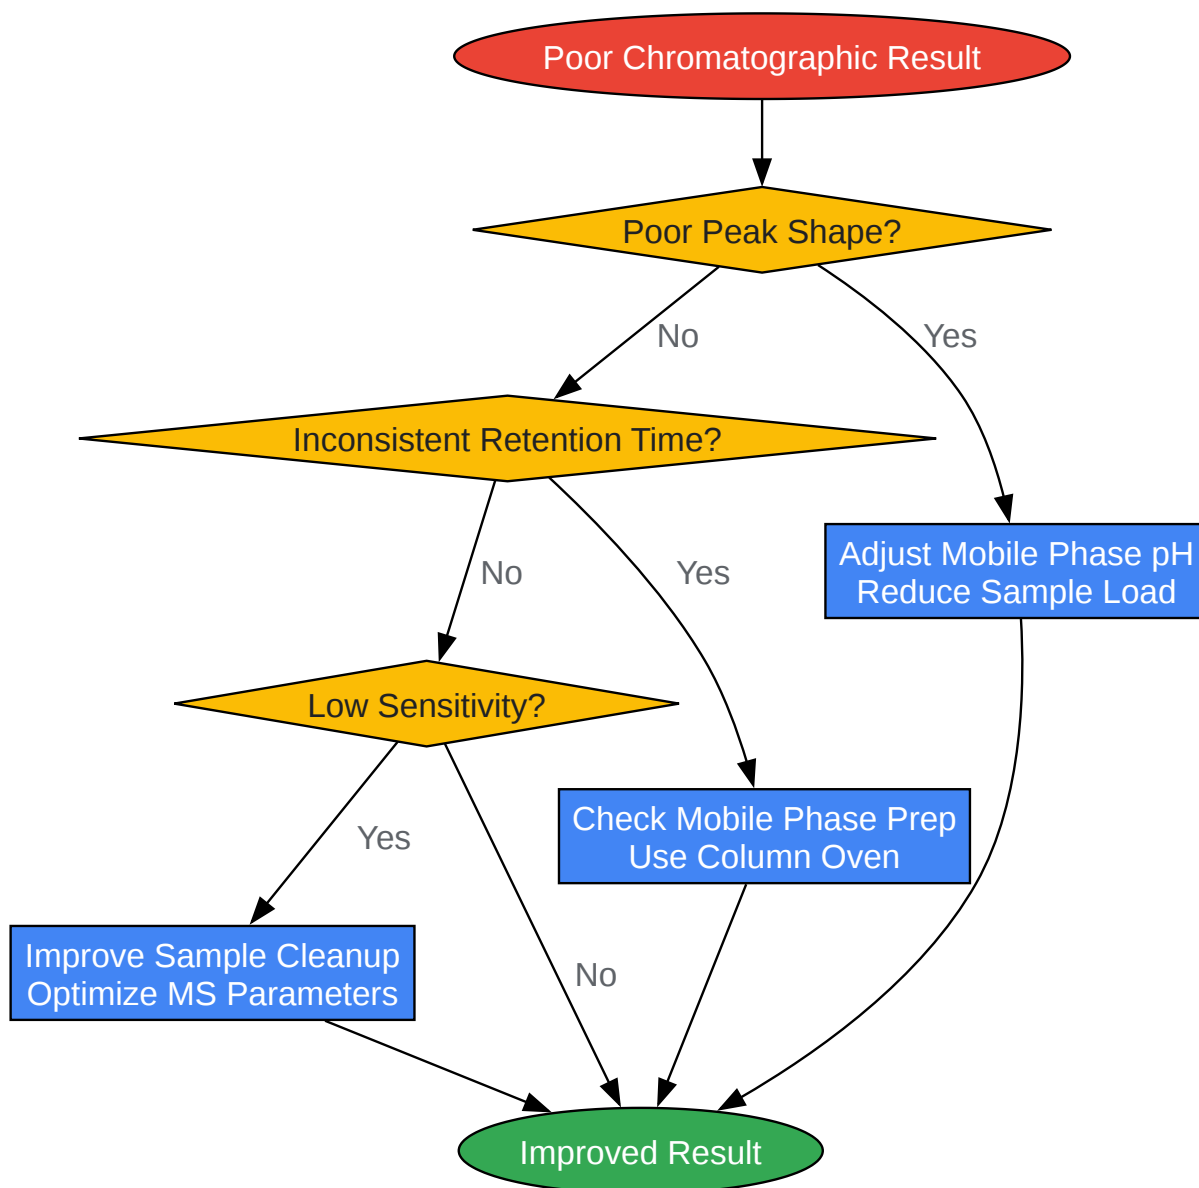 Poor Chromatographic Result
Poor Peak Shape?
No
Yes
Inconsistent Retention Time?
No
Yes
Adjust Mobile Phase pH
Reduce Sample Load
Low Sensitivity?
Yes
No
Check Mobile Phase Prep
Use Column Oven
Improve Sample Cleanup
Optimize MS Parameters
Improved Result